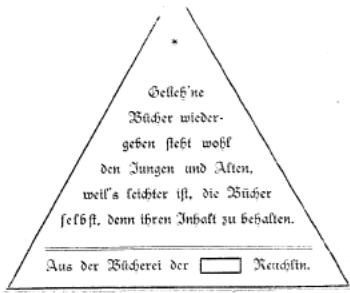 *
Gelieh'ne
Bücher wieder-
geben steht wohl
den Jungen und Alten,
weil's leichter ist, die Bücher
selbst, denn ihren Inhalt zu behalten.
Aus der Bücherei der Reuchlin.